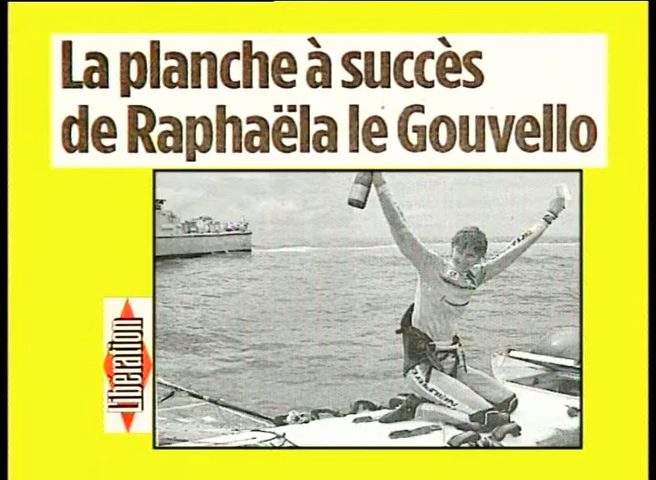 La planche à succès
de Raphaëla le Gouvello
Libération